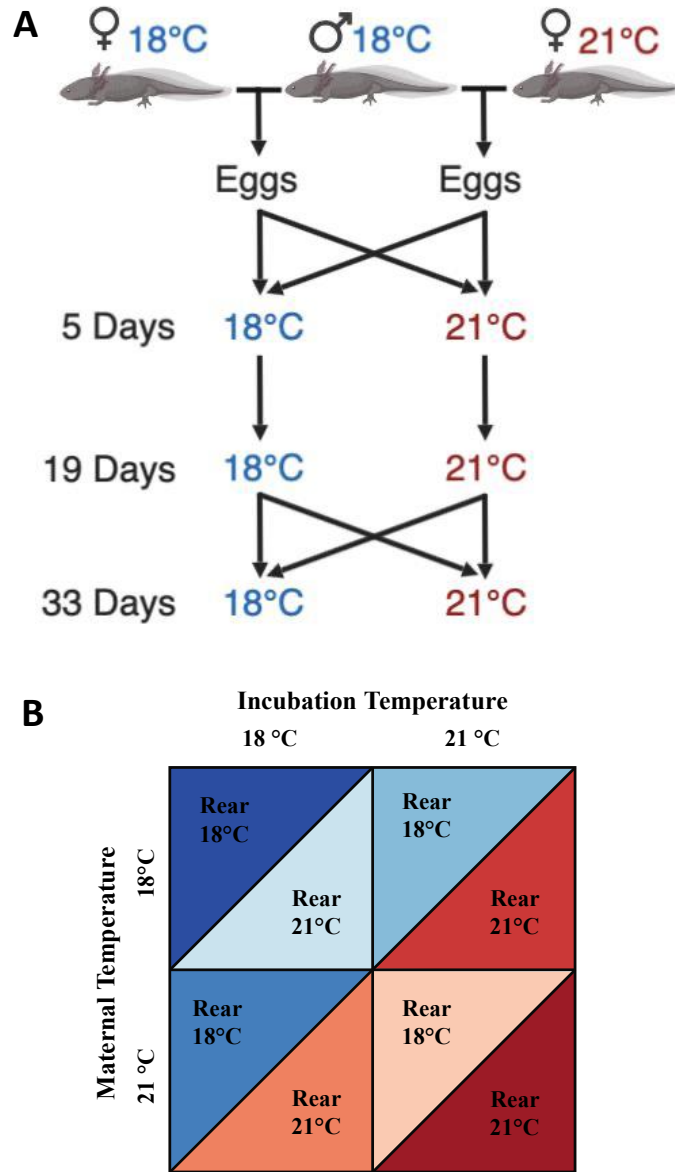 A
♀ 18°C ♂ 18°C ♀ 21°C
Eggs Eggs
5 Days 18°C 21°C
19 Days 18°C 21°C
33 Days 18°C 21°C
B
Incubation Temperature
18 °C 21 °C
Maternal Temperature
18°C
21 °C
Rear
18°C
Rear
21°C
Rear
18°C
Rear
21°C
Rear
18°C
Rear
21°C
Rear
18°C
Rear
21°C